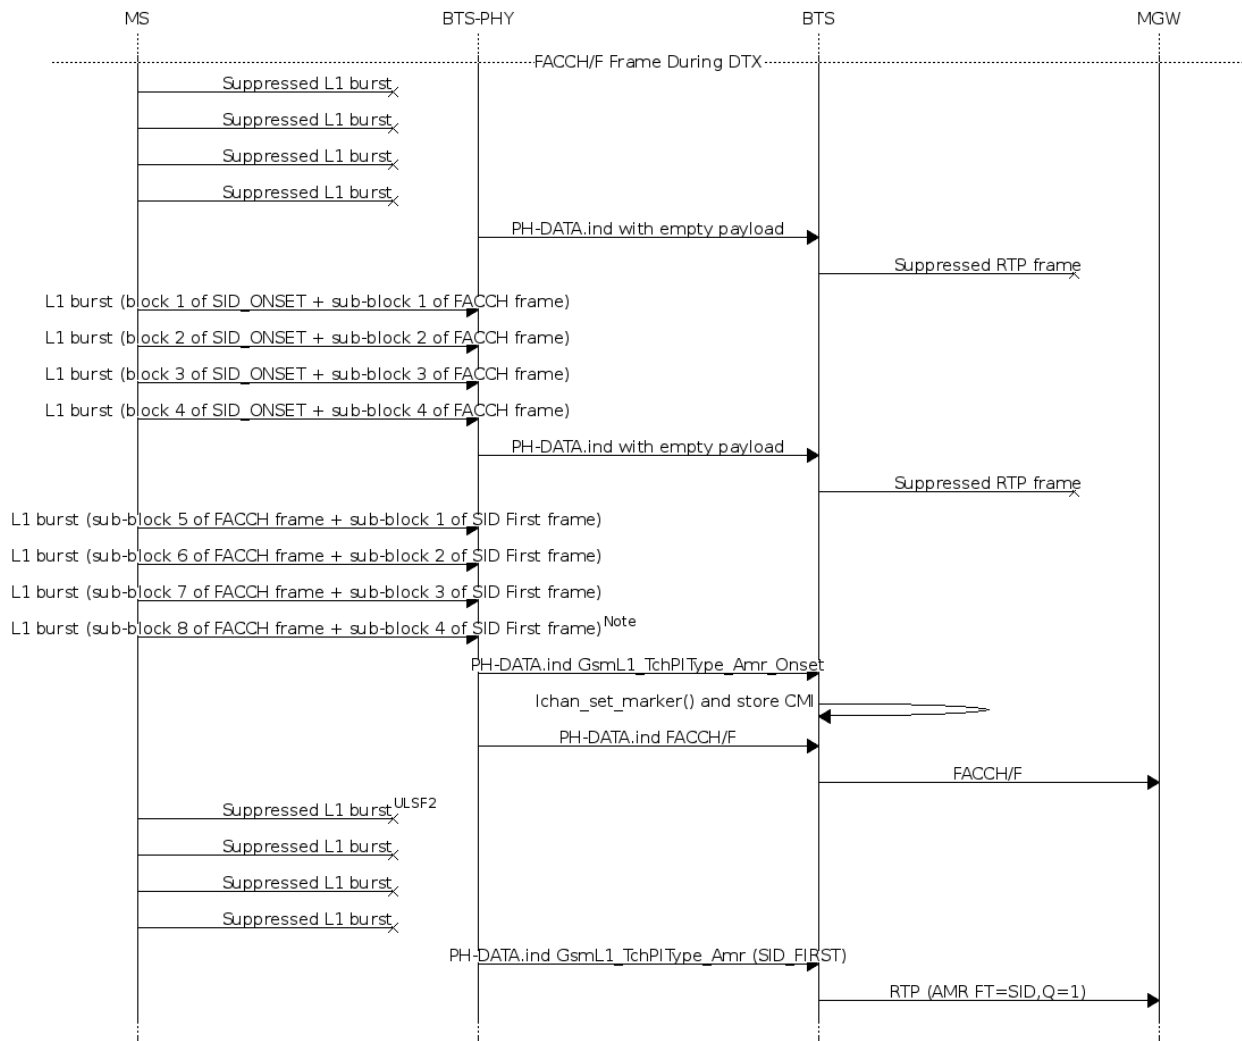 MS BTS-PHY BTS MGW
FACCH/F Frame During DTX
Suppressed L1 burst
Suppressed L1 burst
Suppressed L1 burst
Suppressed L1 burst
PH-DATA.ind with empty payload
Suppressed RTP frame
L1 burst (block 1 of SID_ONSET + sub-block 1 of FACCH frame)
L1 burst (block 2 of SID_ONSET + sub-block 2 of FACCH frame)
L1 burst (block 3 of SID_ONSET + sub-block 3 of FACCH frame)
L1 burst (block 4 of SID_ONSET + sub-block 4 of FACCH frame)
PH-DATA.ind with empty payload
Suppressed RTP frame
L1 burst (sub-block 5 of FACCH frame + sub-block 1 of SID First frame)
L1 burst (sub-block 6 of FACCH frame + sub-block 2 of SID First frame)
L1 burst (sub-block 7 of FACCH frame + sub-block 3 of SID First frame)
L1 burst (sub-block 8 of FACCH frame + sub-block 4 of SID First frame) Note
PH-DATA.ind GsmL1_TchPlType_Amr_Onset
lchan_set_marker() and store CMI
PH-DATA.ind FACCH/F
FACCH/F
Suppressed L1 burst ULSF2
Suppressed L1 burst
Suppressed L1 burst
Suppressed L1 burst
PH-DATA.ind GsmL1_TchPlType_Amr (SID_FIRST)
RTP (AMR FT=SID,Q=1)